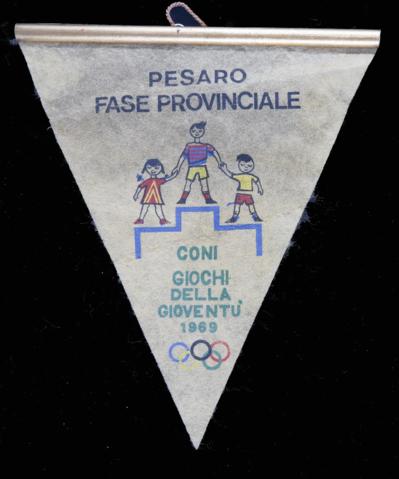 PESARO
FASE PROVINCIALE
CONI
GIOCHI
DELLA
GIOVENTU'
1969